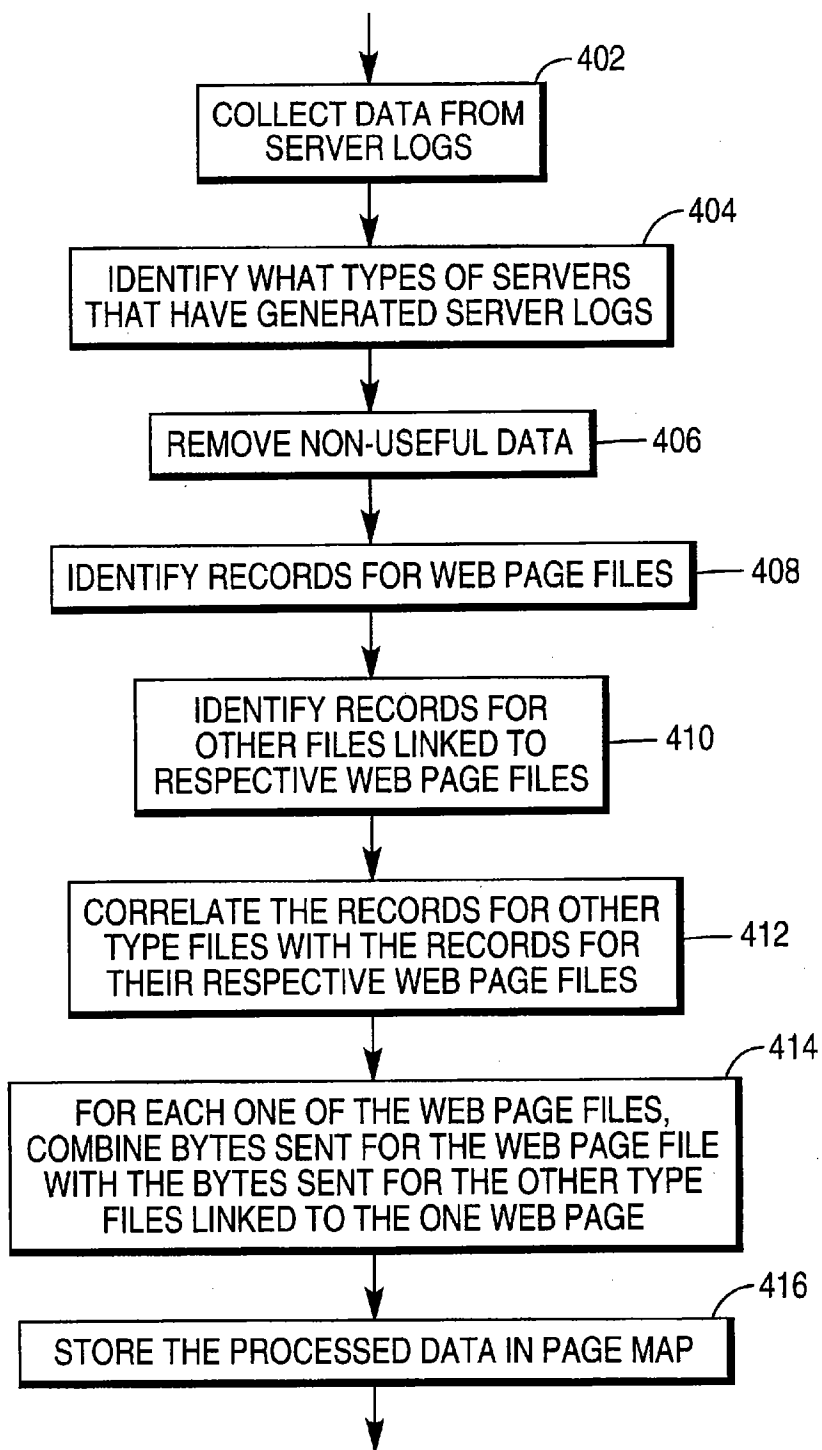 402
COLLECT DATA FROM
SERVER LOGS
404
IDENTIFY WHAT TYPES OF SERVERS
THAT HAVE GENERATED SERVER LOGS
REMOVE NON-USEFUL DATA
406
IDENTIFY RECORDS FOR WEB PAGE FILES
408
IDENTIFY RECORDS FOR
OTHER FILES LINKED TO
RESPECTIVE WEB PAGE FILES
410
CORRELATE THE RECORDS FOR OTHER
TYPE FILES WITH THE RECORDS FOR
THEIR RESPECTIVE WEB PAGE FILES
412
414
FOR EACH ONE OF THE WEB PAGE FILES,
COMBINE BYTES SENT FOR THE WEB PAGE FILE
WITH THE BYTES SENT FOR THE OTHER TYPE
FILES LINKED TO THE ONE WEB PAGE
416
STORE THE PROCESSED DATA IN PAGE MAP